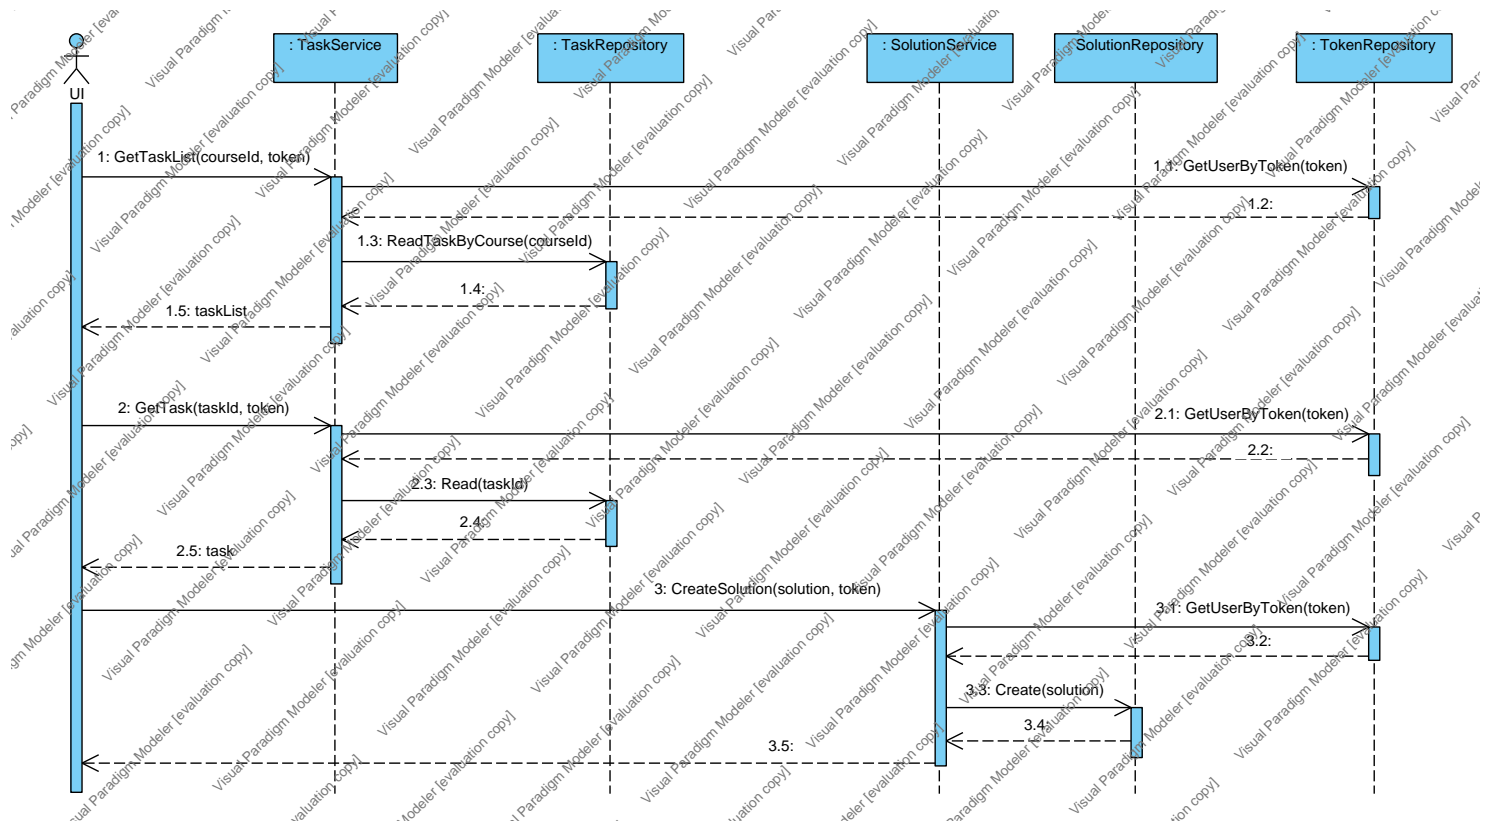 : TaskService
: TaskRepository
: SolutionService
SolutionRepository
: TokenRepository
UI
1: GetTaskList(courseId, token)
1.1: GetUserByToken(token)
1.2:
1.3: ReadTaskByCourse(courseId)
1.4:
1.5: taskList
2: GetTask(taskId, token)
2.1: GetUserByToken(token)
2.2:
2.3: Read(taskId)
2.4:
2.5: task
3: CreateSolution(solution, token)
3.1: GetUserByToken(token)
3.2:
3.3: Create(solution)
3.4:
3.5:
Visual Paradigm Modeler [evaluation copy]